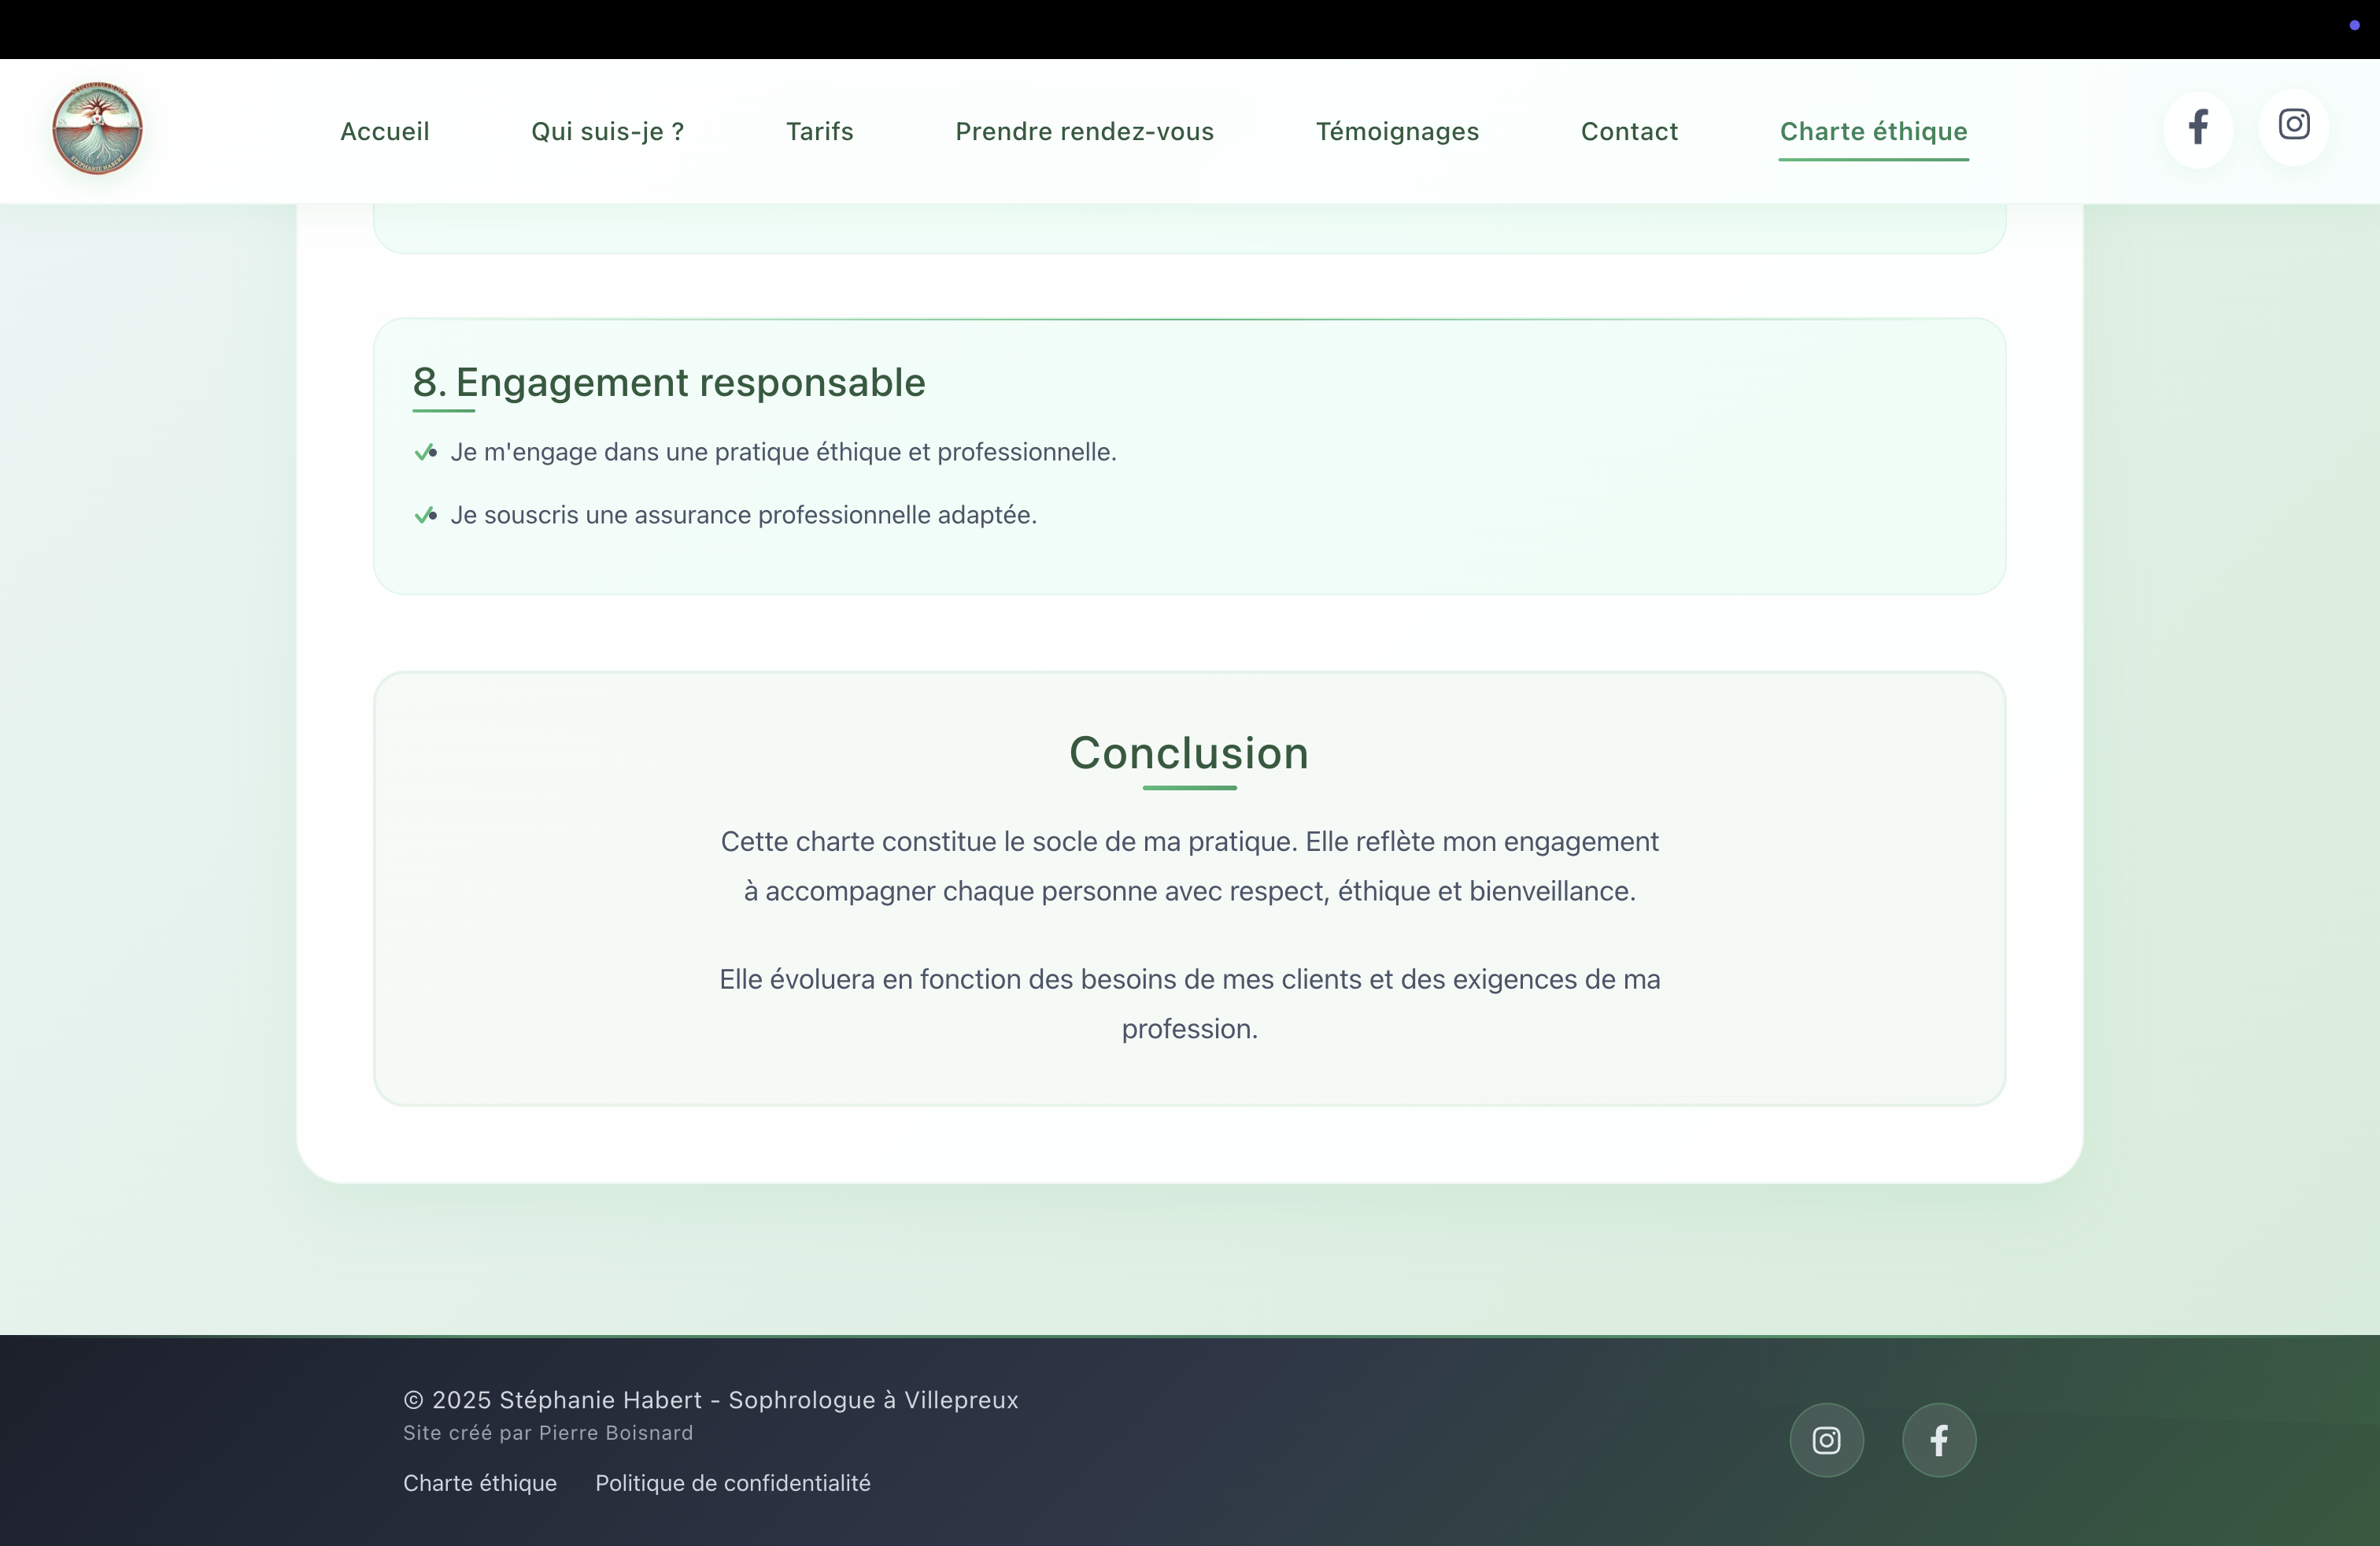 Accueil
Qui suis-je ?
Tarifs
Prendre rendez-vous
Témoignages
Contact
Charte éthique
8. Engagement responsable
Je m'engage dans une pratique éthique et professionnelle.
Je souscris une assurance professionnelle adaptée.
Conclusion
Cette charte constitue le socle de ma pratique. Elle reflète mon engagement
à accompagner chaque personne avec respect, éthique et bienveillance.
Elle évoluera en fonction des besoins de mes clients et des exigences de ma
profession.
© 2025 Stéphanie Habert - Sophrologue à Villepreux
Site créé par Pierre Boisnard
Charte éthique
Politique de confidentialité